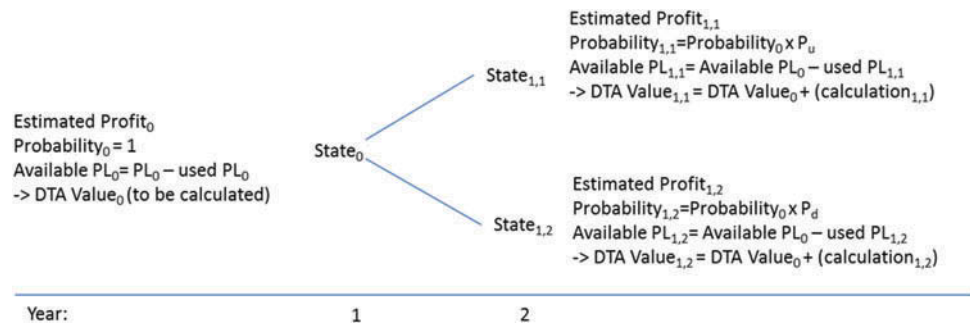 Estimated Profit₁,₁
Probability₁,₁=Probability₀ x Pᵤ
Available PL₁,₁= Available PL₀ – used PL₁,₁
-> DTA Value₁,₁ = DTA Value₀ + (calculation₁,₁)
State₁,₁
Estimated Profit₀
Probability₀ = 1
Available PL₀= PL₀ – used PL₀
-> DTA Value₀ (to be calculated)
State₀
Estimated Profit₁,₂
Probability₁,₂=Probability₀ x P_d
Available PL₁,₂= Available PL₀ – used PL₁,₂
-> DTA Value₁,₂ = DTA Value₀ + (calculation₁,₂)
State₁,₂
Year: 1 2